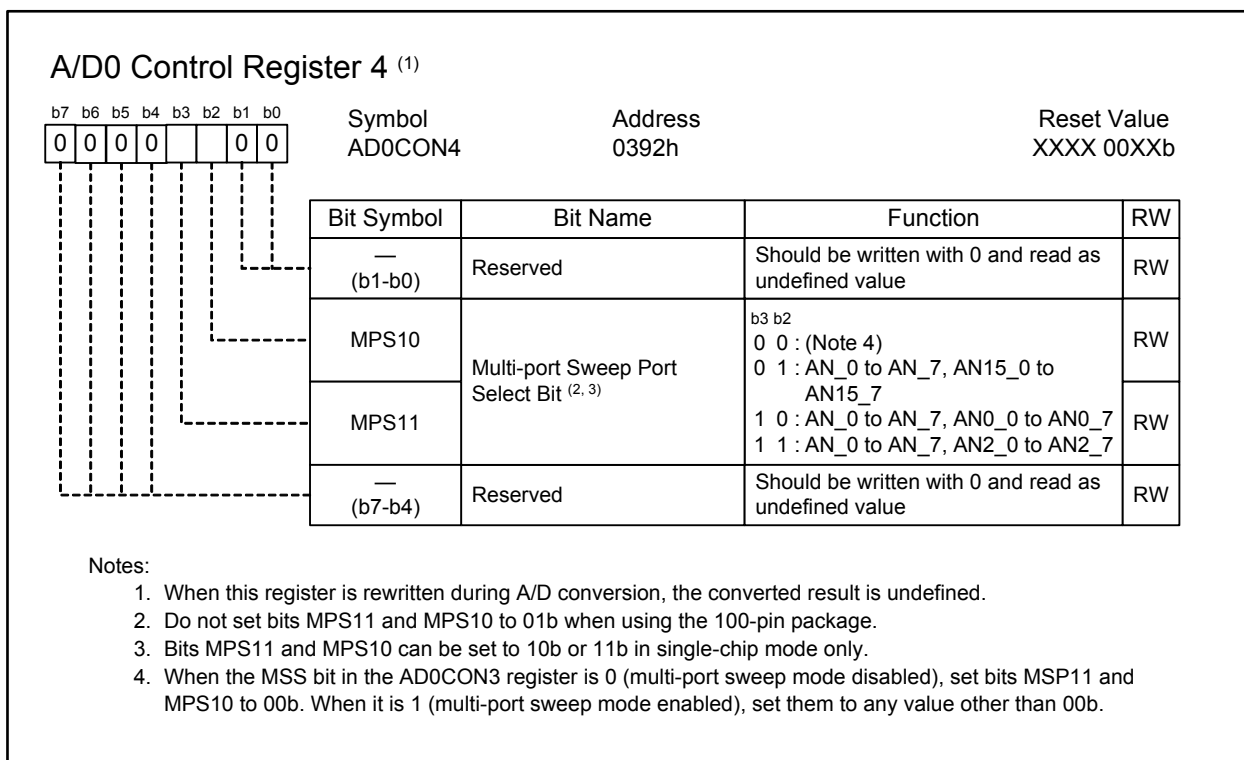 A/D0 Control Register 4 (1)
b7 b6 b5 b4 b3 b2 b1 b0
0 0 0 0 0 0
Symbol Address Reset Value
AD0CON4 0392h XXXX 00XXb
Bit Symbol Bit Name Function RW
—
(b1-b0)
Reserved
Should be written with 0 and read as
undefined value
RW
MPS10
MPS11
Multi-port Sweep Port
Select Bit (2, 3)
b3 b2
0 0 : (Note 4)
0 1 : AN_0 to AN_7, AN15_0 to
AN15_7
1 0 : AN_0 to AN_7, AN0_0 to AN0_7
1 1 : AN_0 to AN_7, AN2_0 to AN2_7
RW
RW
—
(b7-b4)
Reserved
Should be written with 0 and read as
undefined value
RW
Notes:
1. When this register is rewritten during A/D conversion, the converted result is undefined.
2. Do not set bits MPS11 and MPS10 to 01b when using the 100-pin package.
3. Bits MPS11 and MPS10 can be set to 10b or 11b in single-chip mode only.
4. When the MSS bit in the AD0CON3 register is 0 (multi-port sweep mode disabled), set bits MSP11 and
MPS10 to 00b. When it is 1 (multi-port sweep mode enabled), set them to any value other than 00b.